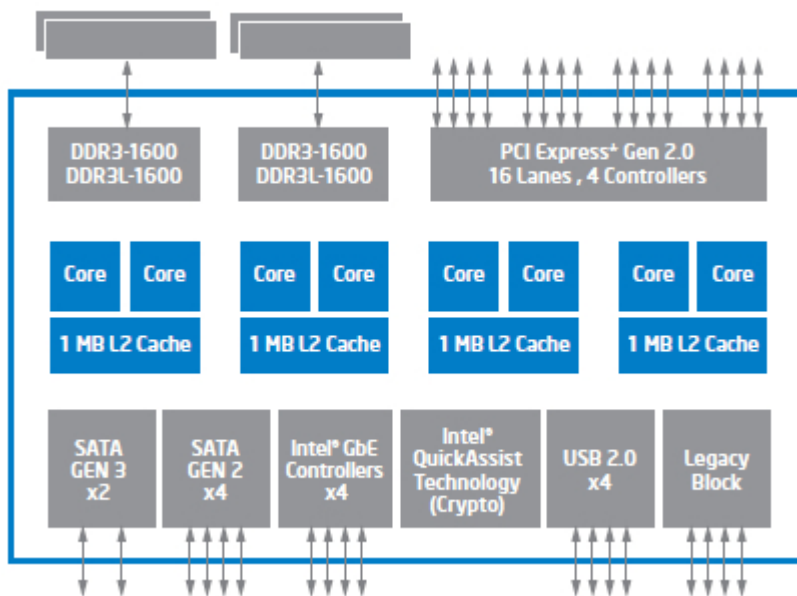 DDR3-1600
DDR3L-1600
DDR3-1600
DDR3L-1600
PCI Express* Gen 2.0
16 Lanes , 4 Controllers
Core
Core
Core
Core
Core
Core
Core
Core
1 MB L2 Cache
1 MB L2 Cache
1 MB L2 Cache
1 MB L2 Cache
SATA
GEN 3
x2
SATA
GEN 2
x4
Intel® GbE
Controllers
x4
Intel®
QuickAssist
Technology
(Crypto)
USB 2.0
x4
Legacy
Block